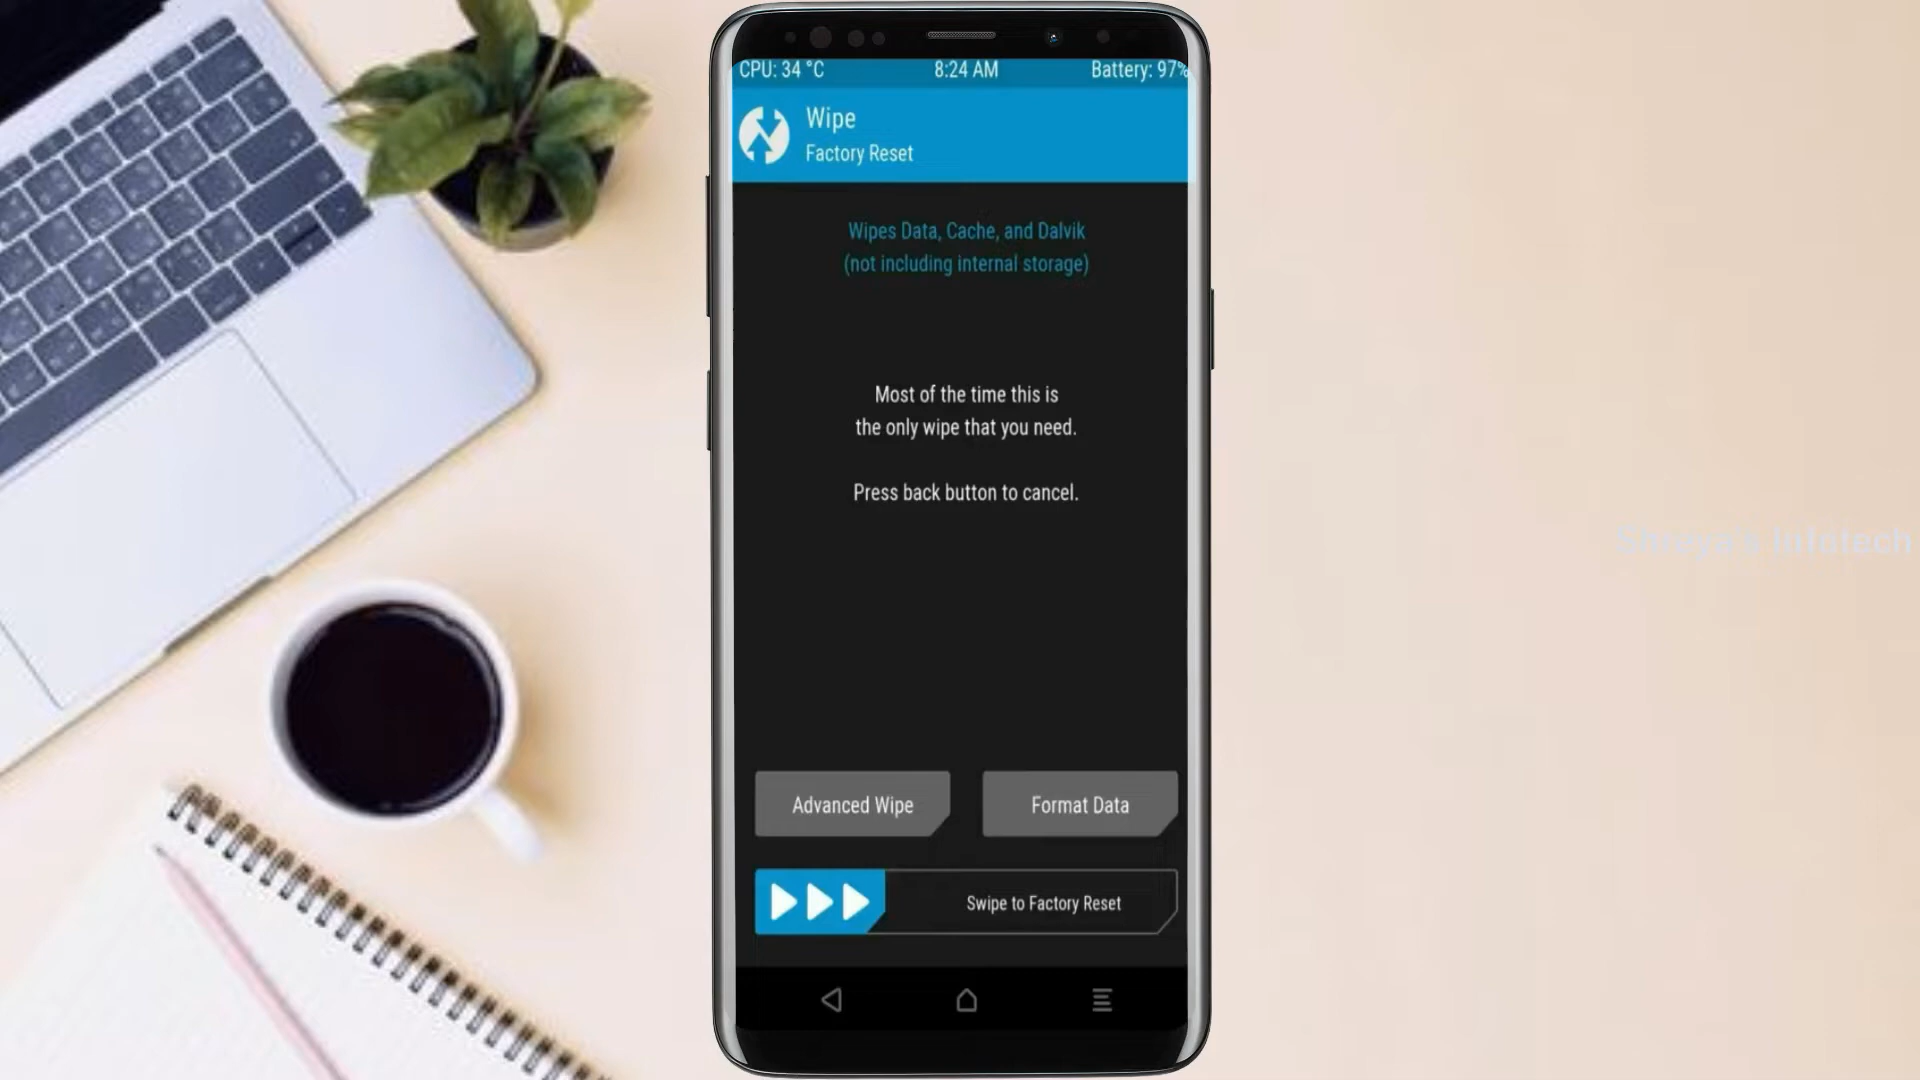 CPU: 34 °C 8:24 AM Battery: 97%
Wipe
Factory Reset
Wipes Data, Cache, and Dalvik
(not including internal storage)
Most of the time this is
the only wipe that you need.
Press back button to cancel.
Advanced Wipe Format Data
Swipe to Factory Reset
Shreya's Infotech